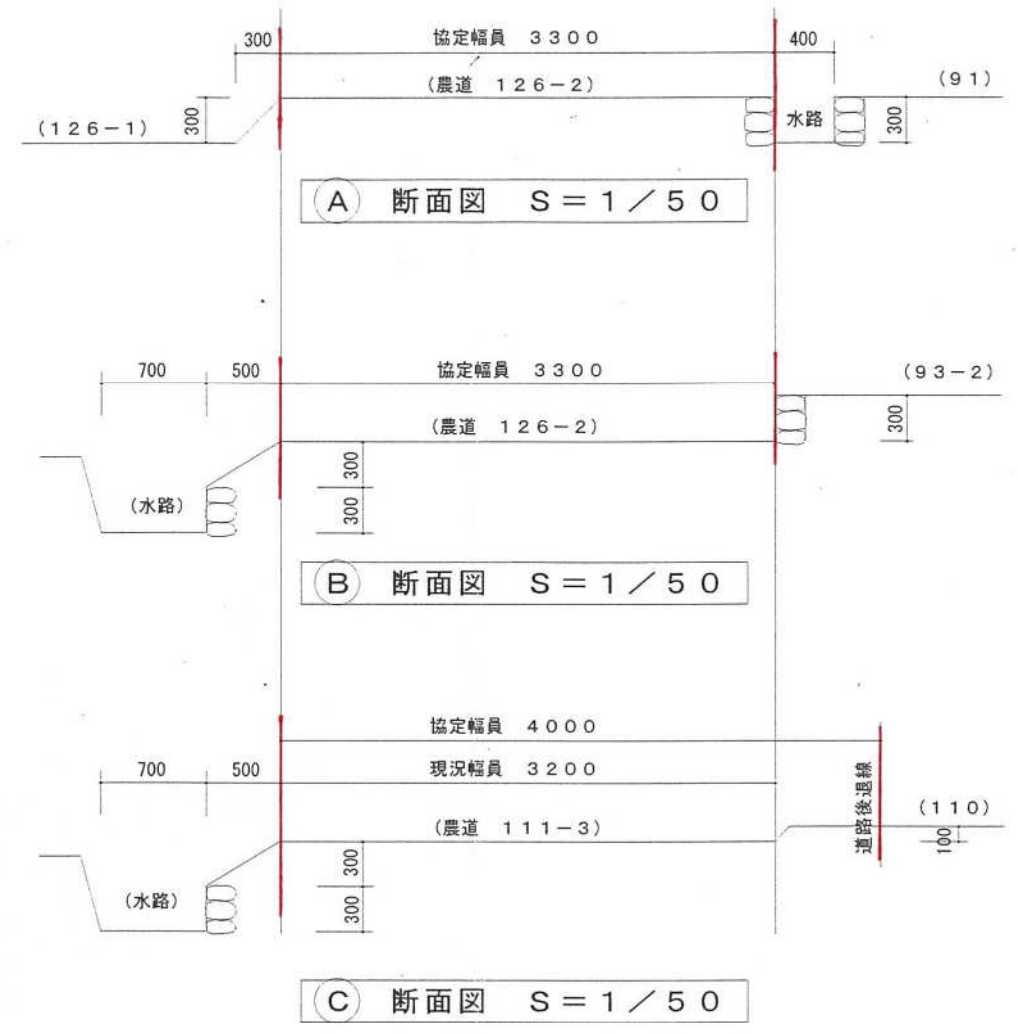 300 協定幅員 3300 400
(農道 126-2) (91)
(126-1) 300 水路 300
A 断面図 S=1/50
700 500 協定幅員 3300 (93-2)
(農道 126-2) 300
300
(水路) 300
B 断面図 S=1/50
協定幅員 4000
700 500 現況幅員 3200 道路後退線
(農道 111-3) (110)
100
300
(水路) 300
C 断面図 S=1/50